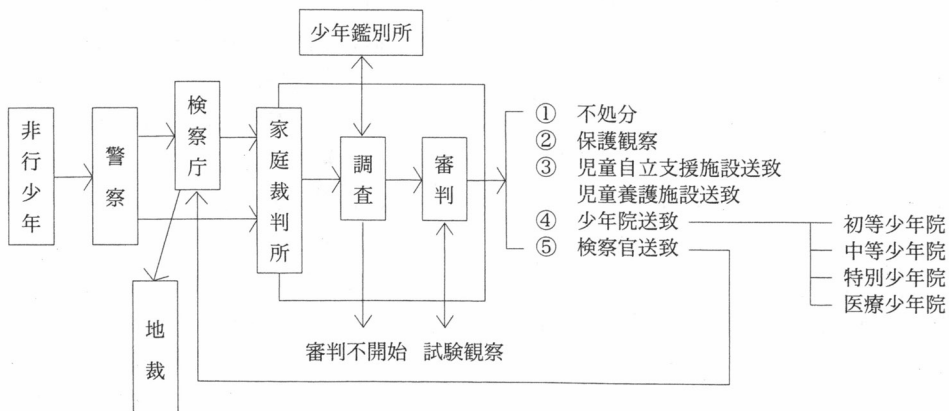 少年鑑別所
非行少年
警察
検察庁
家庭裁判所
調査
審判
① 不処分
② 保護観察
③ 児童自立支援施設送致
児童養護施設送致
④ 少年院送致
⑤ 検察官送致
初等少年院
中等少年院
特別少年院
医療少年院
地裁
審判不開始
試験観察